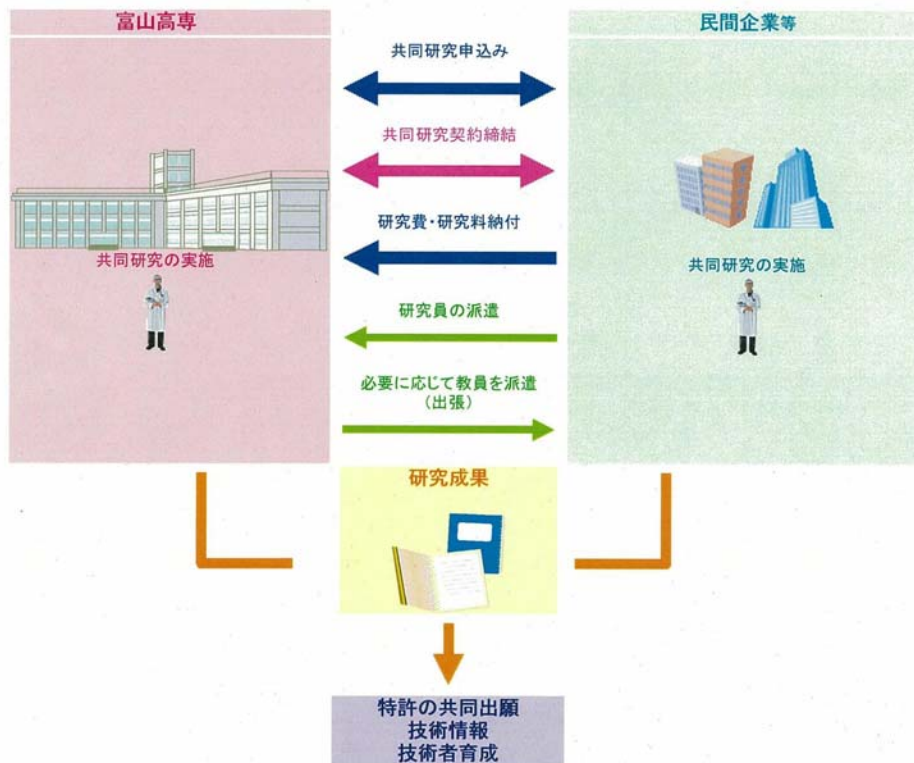 富山高専
民間企業等
共同研究申込み
共同研究契約締結
研究費・研究料納付
共同研究の実施
共同研究の実施
研究員の派遣
必要に応じて教員を派遣
(出張)
研究成果
特許の共同出願
技術情報
技術者育成